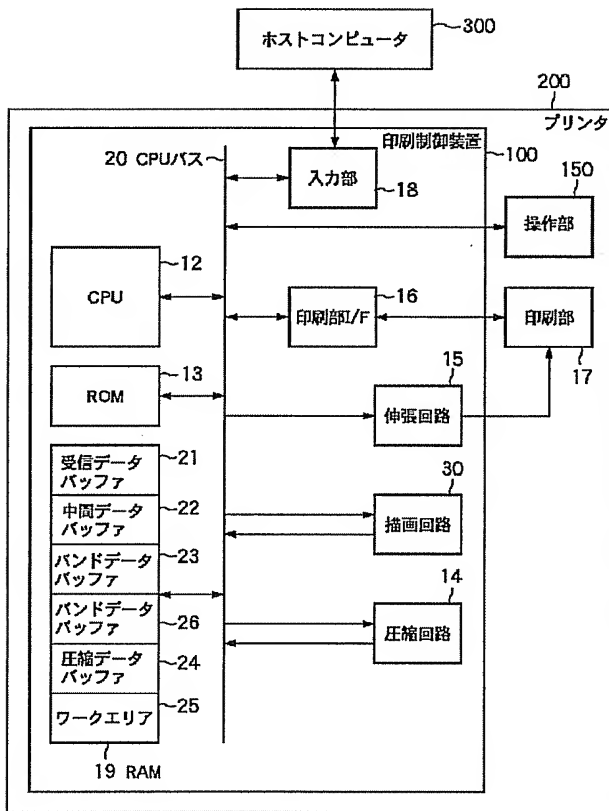 ホストコンピュータ
300
200
プリンタ
印刷制御装置
100
20 CPUバス
入力部
18
150
操作部
12
CPU
16
印刷部I/F
印刷部
17
13
ROM
15
伸張回路
受信データ
バッファ
21
中間データ
バッファ
22
30
描画回路
バンドデータ
バッファ
23
バンドデータ
バッファ
26
14
圧縮回路
圧縮データ
バッファ
24
ワークエリア
25
19 RAM